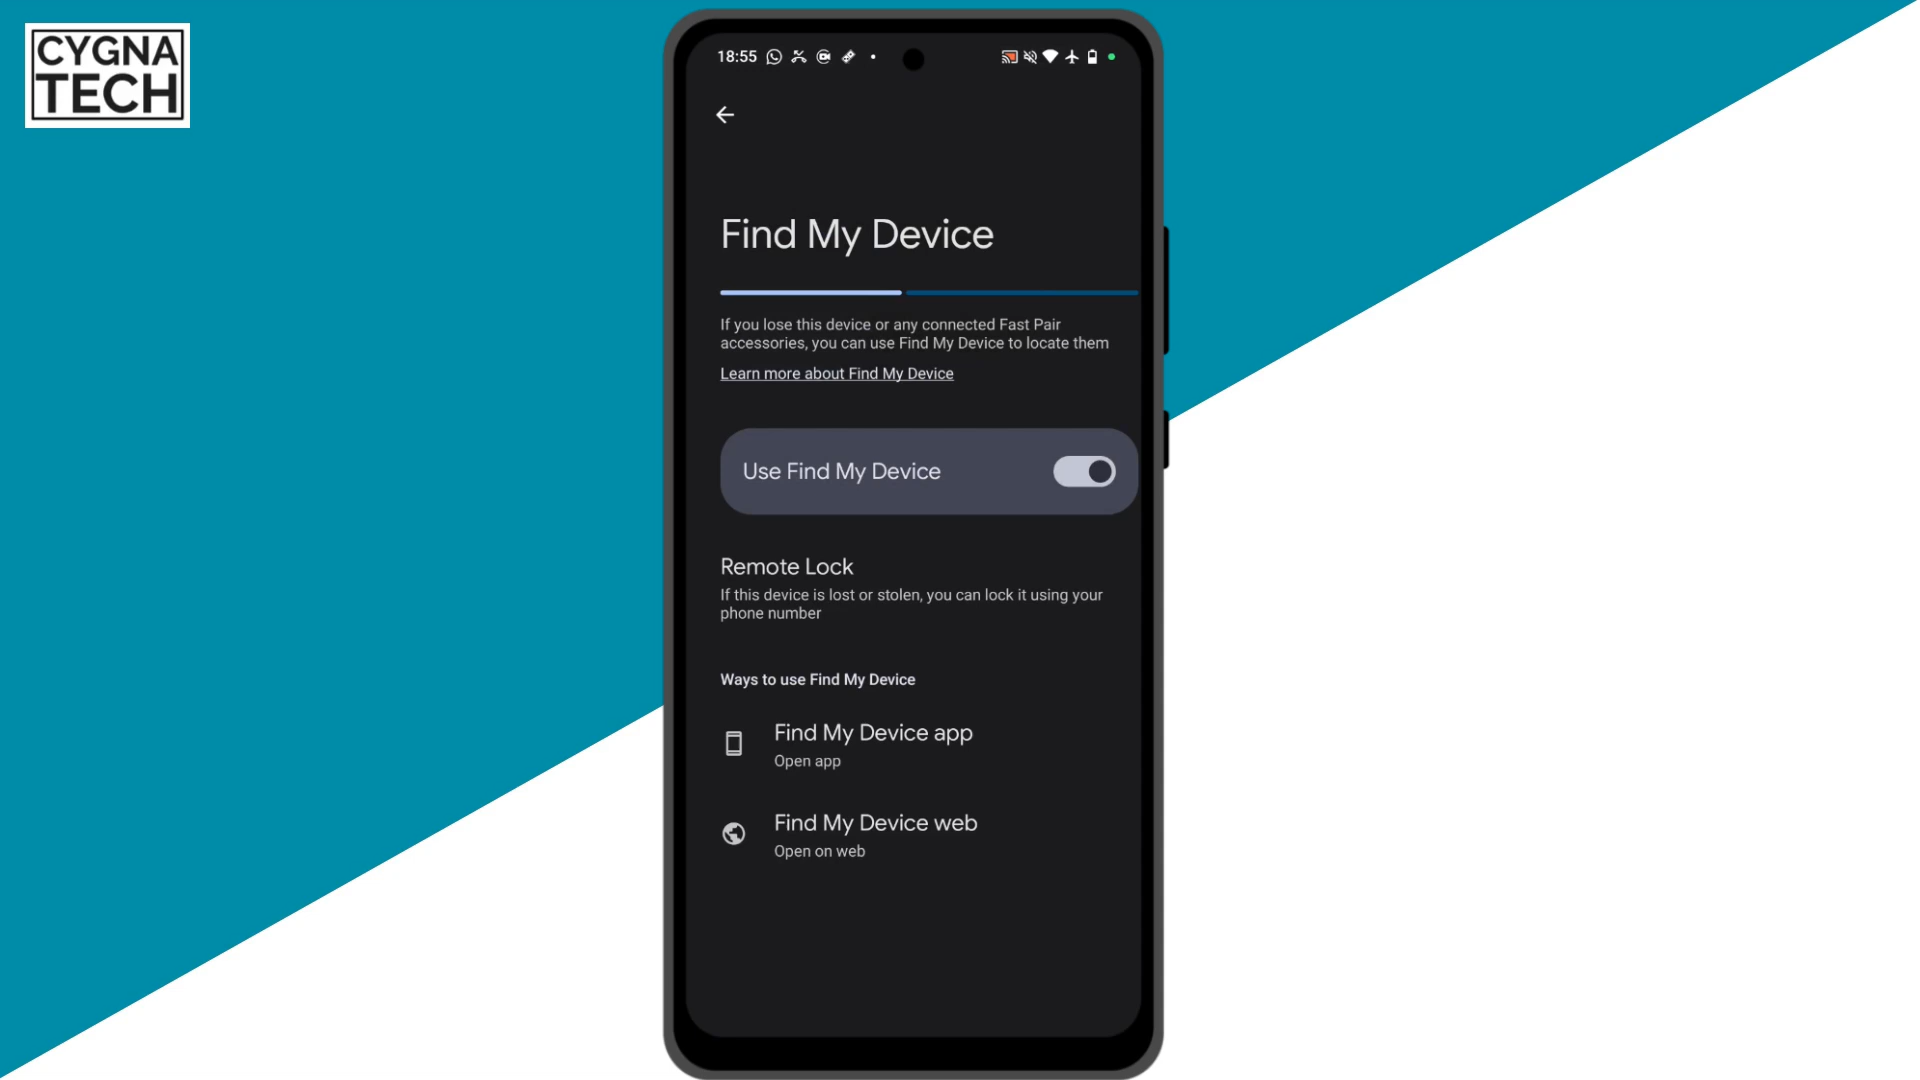 CYGNA
TECH
18:55
Find My Device
If you lose this device or any connected Fast Pair
accessories, you can use Find My Device to locate them
Learn more about Find My Device
Use Find My Device
Remote Lock
If this device is lost or stolen, you can lock it using your
phone number
Ways to use Find My Device
Find My Device app
Open app
Find My Device web
Open on web